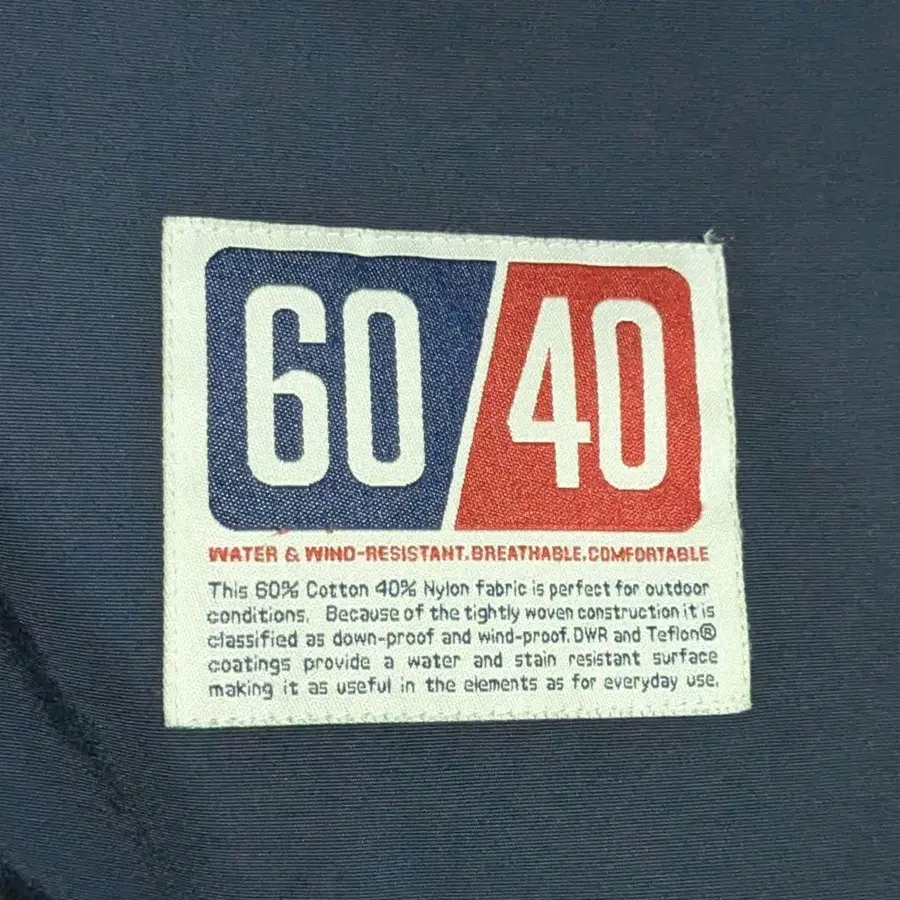 60/40
WATER & WIND-RESISTANT.BREATHABLE.COMFORTABLE
This 60% Cotton 40% Nylon fabric is perfect for outdoor
conditions. Because of the tightly woven construction it is
classified as down-proof and wind-proof. DWR and Teflon®
coatings provide a water and stain resistant surface
making it as useful in the elements as for everyday use.